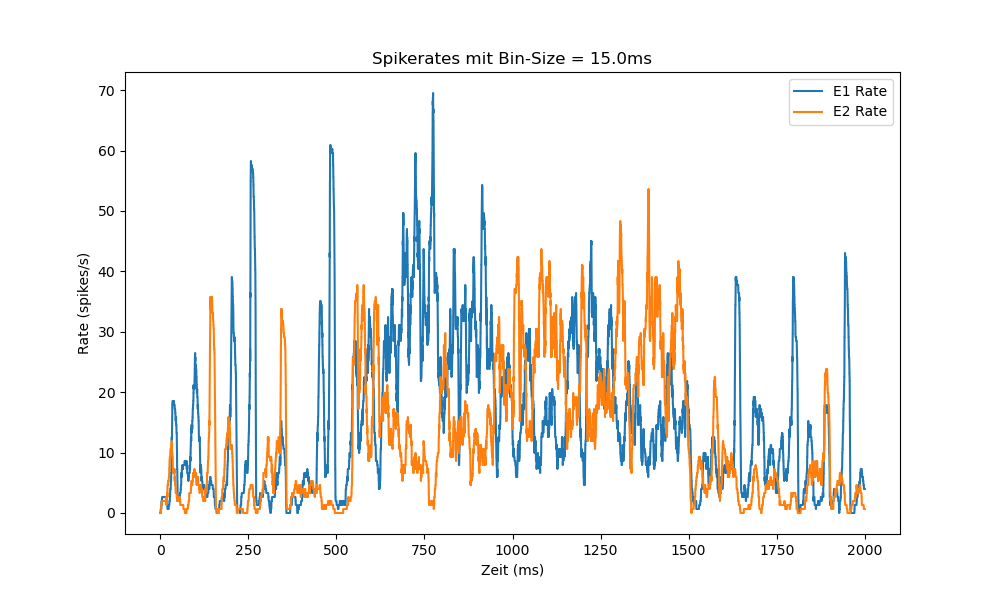 Spikerates mit Bin-Size = 15.0ms
E1 Rate
E2 Rate
70
60
50
40
30
20
10
0
Rate (spikes/s)
0 250 500 750 1000 1250 1500 1750 2000
Zeit (ms)